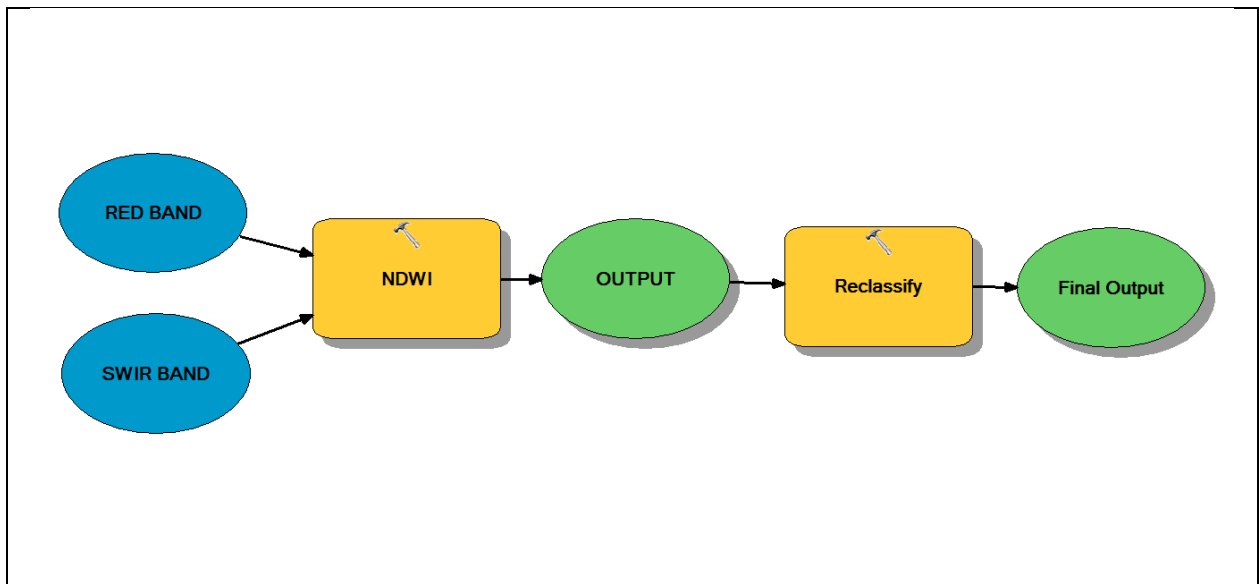 RED BAND
SWIR BAND
NDWI
OUTPUT
Reclassify
Final Output